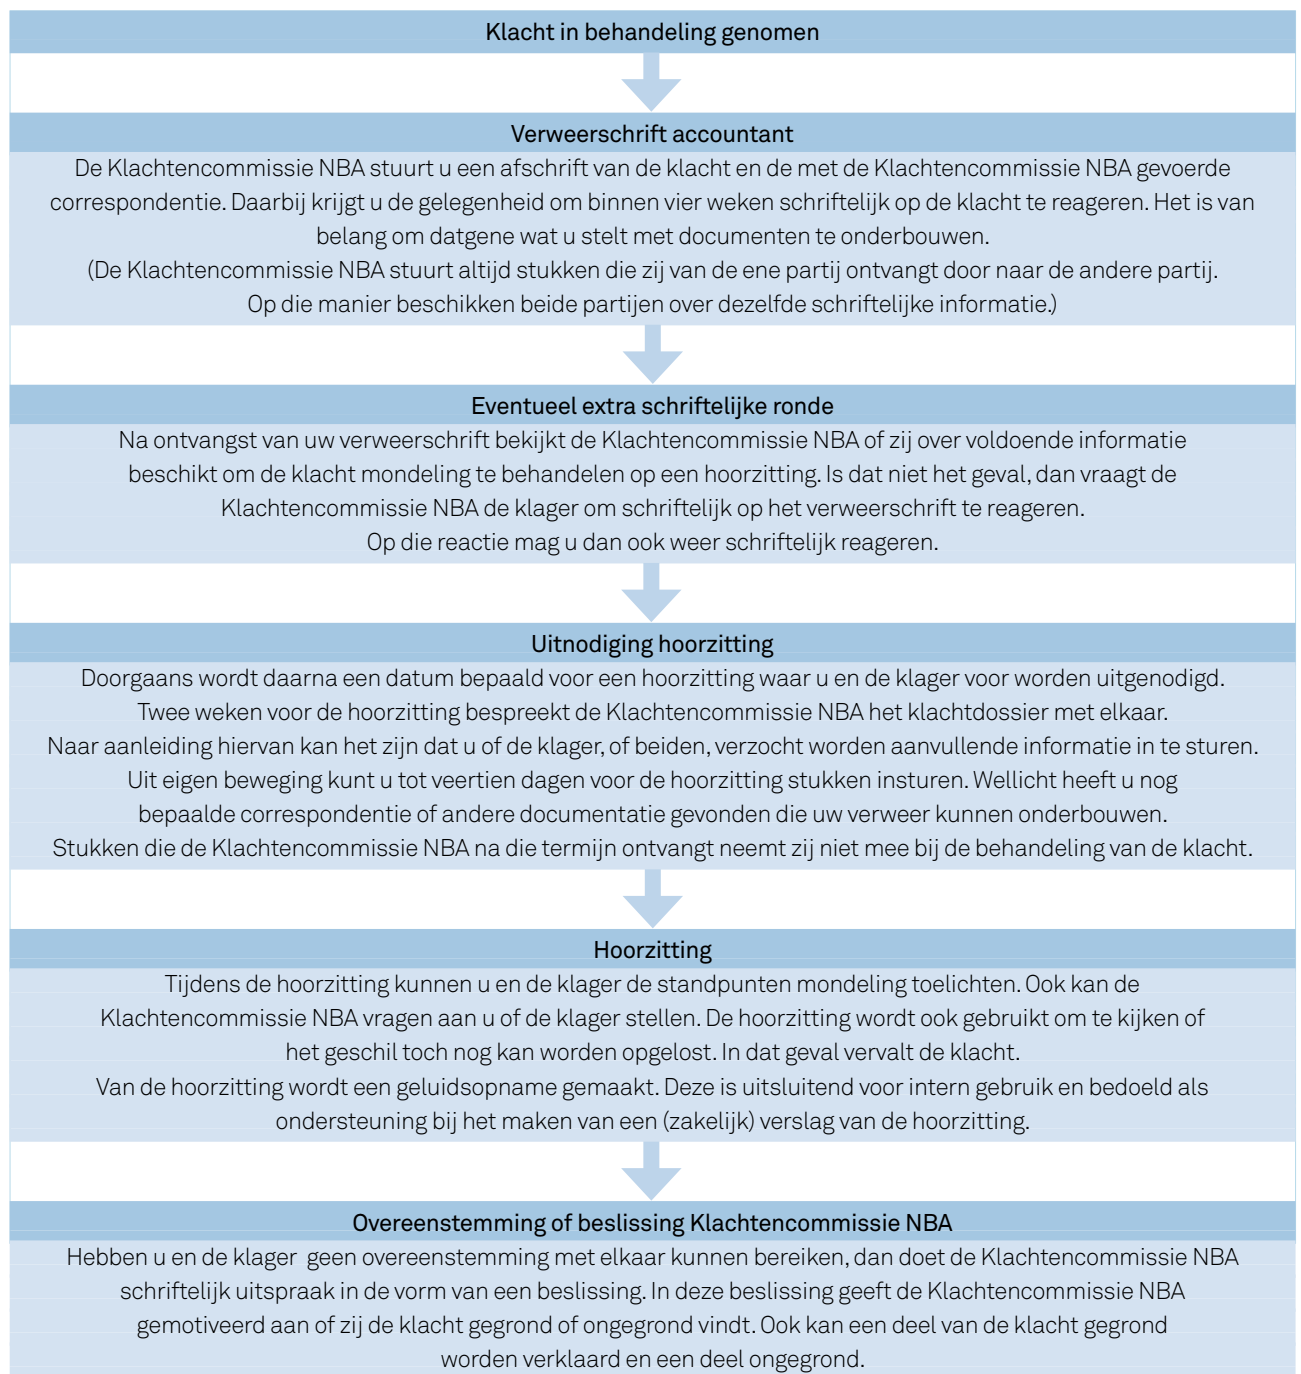 Klacht in behandeling genomen
Verweerschrift accountant
De Klachtencommissie NBA stuurt u een afschrift van de klacht en de met de Klachtencommissie NBA gevoerde
correspondentie. Daarbij krijgt u de gelegenheid om binnen vier weken schriftelijk op de klacht te reageren. Het is van
belang om datgene wat u stelt met documenten te onderbouwen.
(De Klachtencommissie NBA stuurt altijd stukken die zij van de ene partij ontvangt door naar de andere partij.
Op die manier beschikken beide partijen over dezelfde schriftelijke informatie.)
Eventueel extra schriftelijke ronde
Na ontvangst van uw verweerschrift bekijkt de Klachtencommissie NBA of zij over voldoende informatie
beschikt om de klacht mondeling te behandelen op een hoorzitting. Is dat niet het geval, dan vraagt de
Klachtencommissie NBA de klager om schriftelijk op het verweerschrift te reageren.
Op die reactie mag u dan ook weer schriftelijk reageren.
Uitnodiging hoorzitting
Doorgaans wordt daarna een datum bepaald voor een hoorzitting waar u en de klager voor worden uitgenodigd.
Twee weken voor de hoorzitting bespreekt de Klachtencommissie NBA het klachtdossier met elkaar.
Naar aanleiding hiervan kan het zijn dat u of de klager, of beiden, verzocht worden aanvullende informatie in te sturen.
Uit eigen beweging kunt u tot veertien dagen voor de hoorzitting stukken insturen. Wellicht heeft u nog
bepaalde correspondentie of andere documentatie gevonden die uw verweer kunnen onderbouwen.
Stukken die de Klachtencommissie NBA na die termijn ontvangt neemt zij niet mee bij de behandeling van de klacht.
Hoorzitting
Tijdens de hoorzitting kunnen u en de klager de standpunten mondeling toelichten. Ook kan de
Klachtencommissie NBA vragen aan u of de klager stellen. De hoorzitting wordt ook gebruikt om te kijken of
het geschil toch nog kan worden opgelost. In dat geval vervalt de klacht.
Van de hoorzitting wordt een geluidsopname gemaakt. Deze is uitsluitend voor intern gebruik en bedoeld als
ondersteuning bij het maken van een (zakelijk) verslag van de hoorzitting.
Overeenstemming of beslissing Klachtencommissie NBA
Hebben u en de klager geen overeenstemming met elkaar kunnen bereiken, dan doet de Klachtencommissie NBA
schriftelijk uitspraak in de vorm van een beslissing. In deze beslissing geeft de Klachtencommissie NBA
gemotiveerd aan of zij de klacht gegrond of ongegrond vindt. Ook kan een deel van de klacht gegrond
worden verklaard en een deel ongegrond.